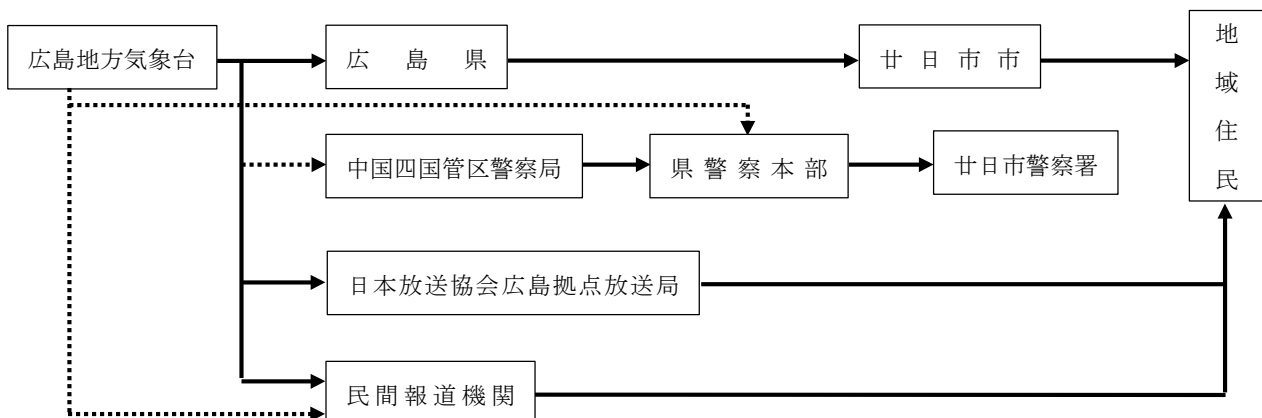 広島地方気象台
広島県
廿日市市
地域住民
中国四国管区警察局
県警察本部
廿日市警察署
日本放送協会広島拠点放送局
民間報道機関